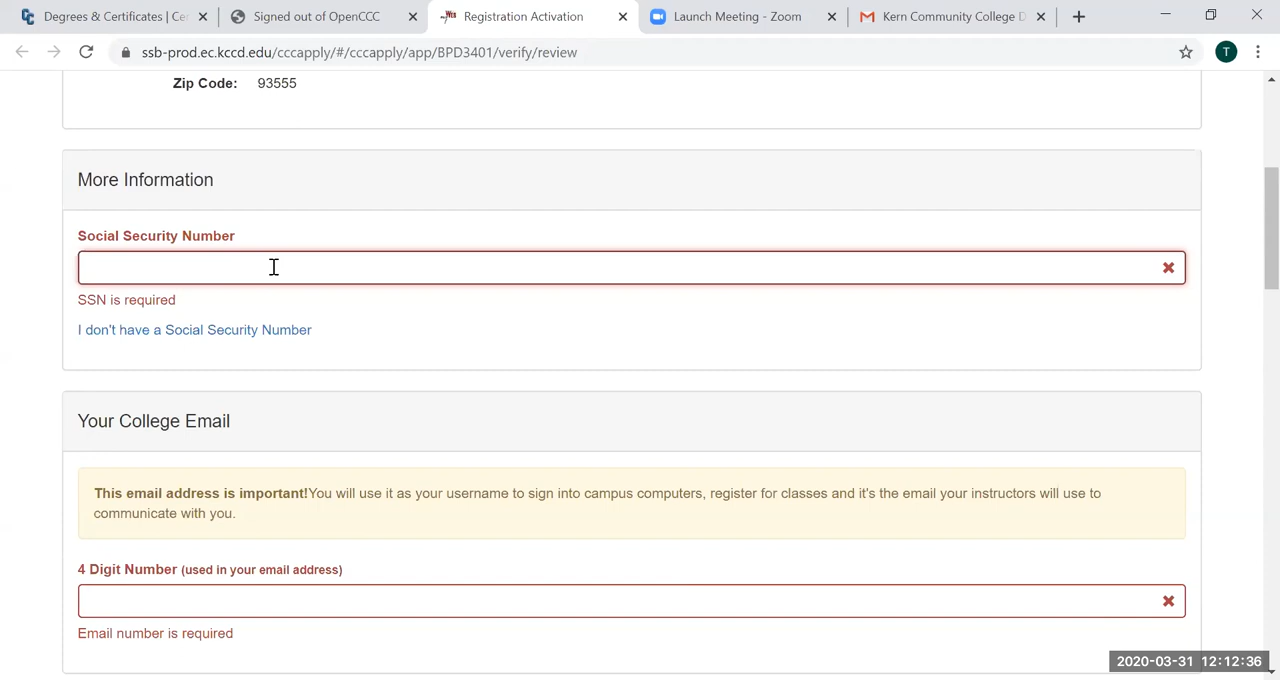 Degrees & Certificates | Ce
Signed out of OpenCCC
Registration Activation
Launch Meeting - Zoom
Kern Community College D
ssb-prod.ec.kccd.edu/cccapply/#/cccapply/app/BPD3401/verify/review
T
Zip Code: 93555
More Information
Social Security Number
SSN is required
I don't have a Social Security Number
Your College Email
This email address is important!You will use it as your username to sign into campus computers, register for classes and it's the email your instructors will use to
communicate with you.
4 Digit Number (used in your email address)
Email number is required
2020-03-31 12:12:36